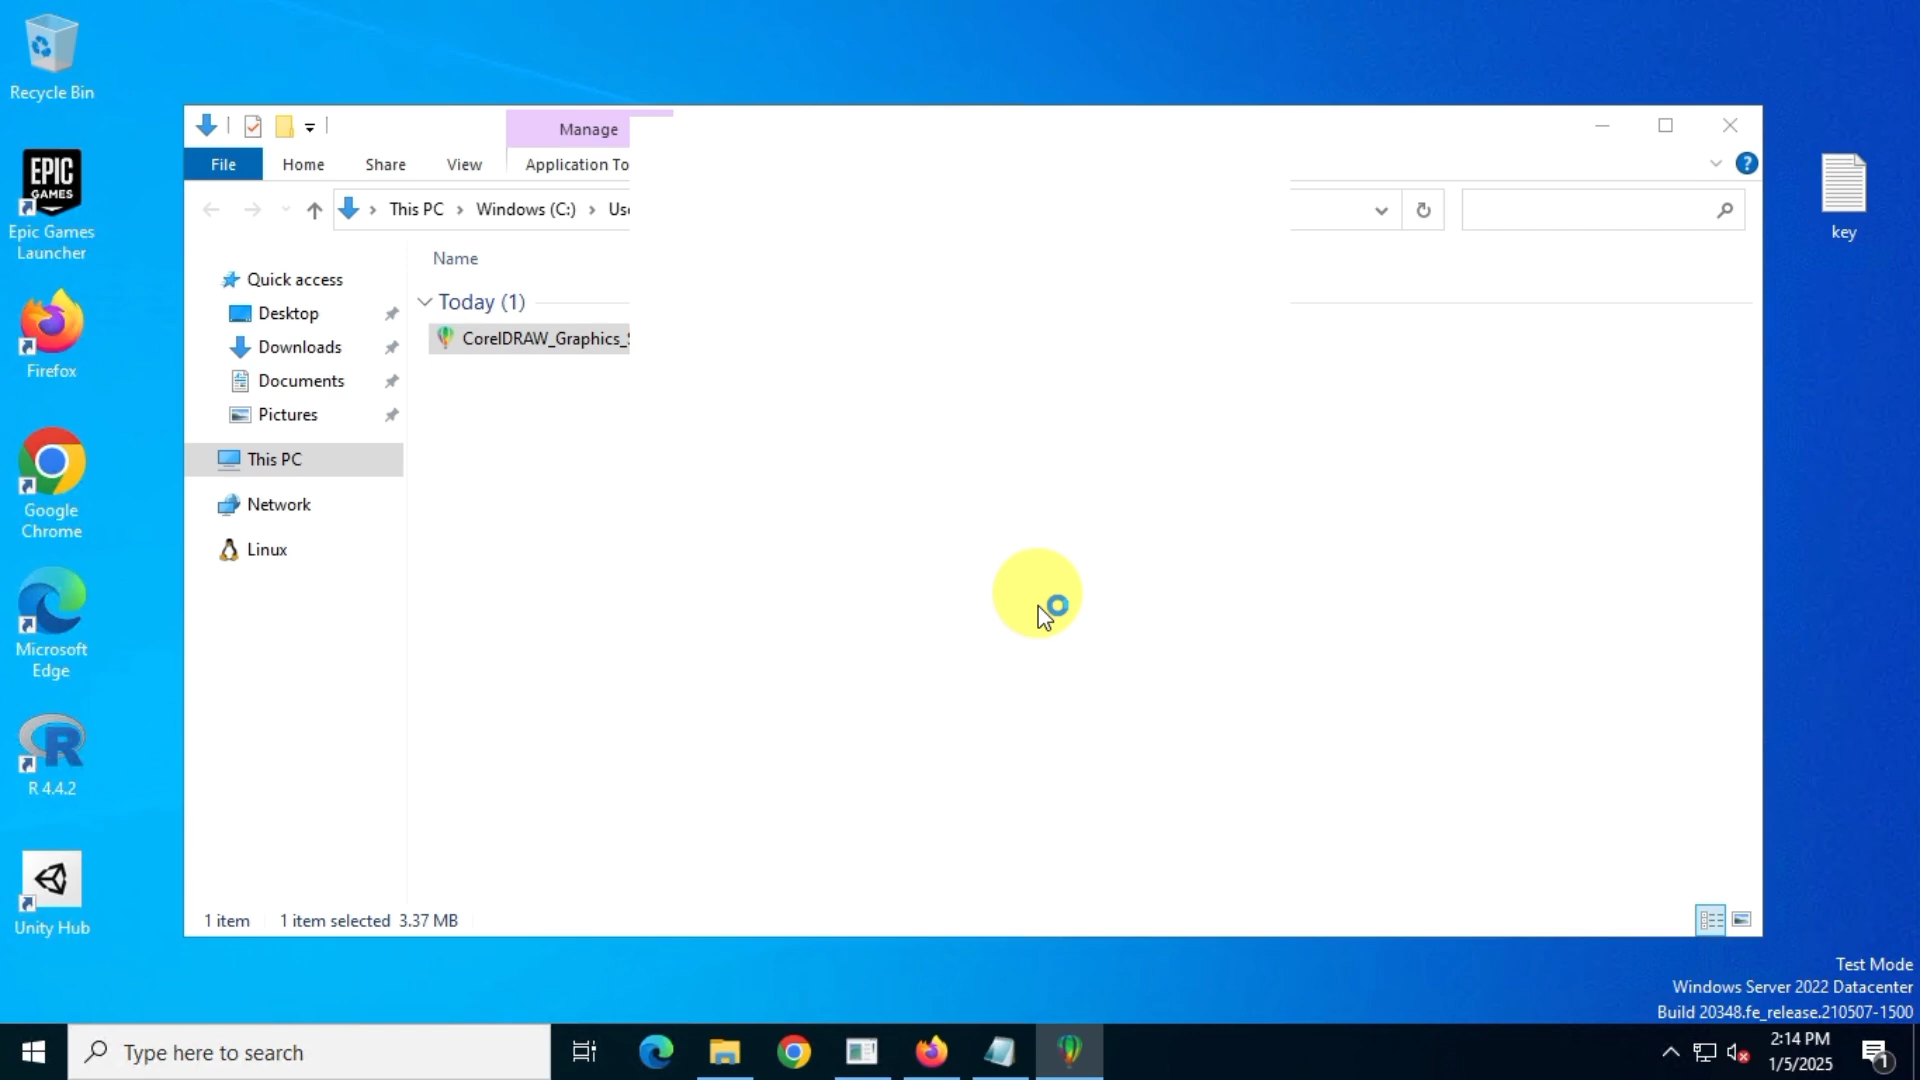 Recycle Bin
Epic Games
Launcher
Firefox
Google
Chrome
Microsoft
Edge
R 4.4.2
Unity Hub
EPIC
GAMES
Manage
File
Home
Share
View
Application To
This PC
Windows (C:)
Name
Today (1)
CorelDRAW_Graphics_
Quick access
Desktop
Downloads
Documents
Pictures
This PC
Network
Linux
1 item
1 item selected 3.37 MB
key
Test Mode
Windows Server 2022 Datacenter
Build 20348.fe_release.210507-1500
Type here to search
2:14 PM
1/5/2025
1